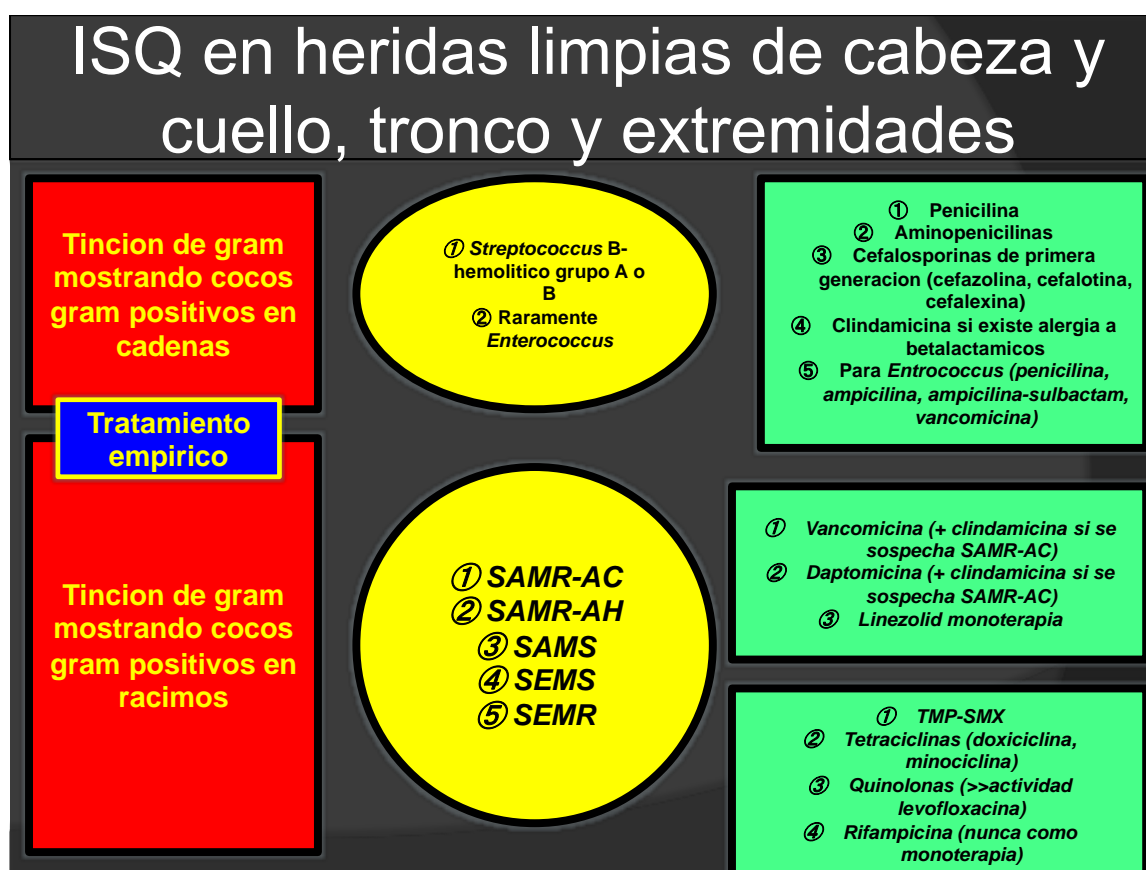 ISQ en heridas limpias de cabeza y
cuello, tronco y extremidades
Tincion de gram
mostrando cocos
gram positivos en
cadenas
① Streptococcus B-
hemolitico grupo A o
B
② Raramente
Enterococcus
① Penicilina
② Aminopenicilinas
③ Cefalosporinas de primera
generacion (cefazolina, cefalotina,
cefalexina)
④ Clindamicina si existe alergia a
betalactamicos
⑤ Para Entrococcus (penicilina,
ampicilina, ampicilina-sulbactam,
vancomicina)
Tratamiento
empirico
Tincion de gram
mostrando cocos
gram positivos en
racimos
① SAMR-AC
② SAMR-AH
③ SAMS
④ SEMS
⑤ SEMR
① Vancomicina (+ clindamicina si se
sospecha SAMR-AC)
② Daptomicina (+ clindamicina si se
sospecha SAMR-AC)
③ Linezolid monoterapia
① TMP-SMX
② Tetraciclinas (doxiciclina,
minociclina)
③ Quinolonas (>>actividad
levofloxacina)
④ Rifampicina (nunca como
monoterapia)